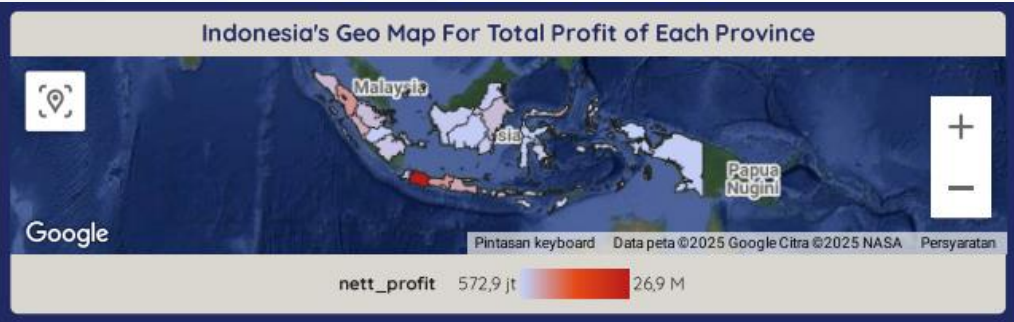 Indonesia's Geo Map For Total Profit of Each Province
Malaysia
sia
Papua
Nugini
Google
Pintasan keyboard Data peta ©2025 Google Citra ©2025 NASA Persyaratan
nett_profit 572,9 jt 26,9 M